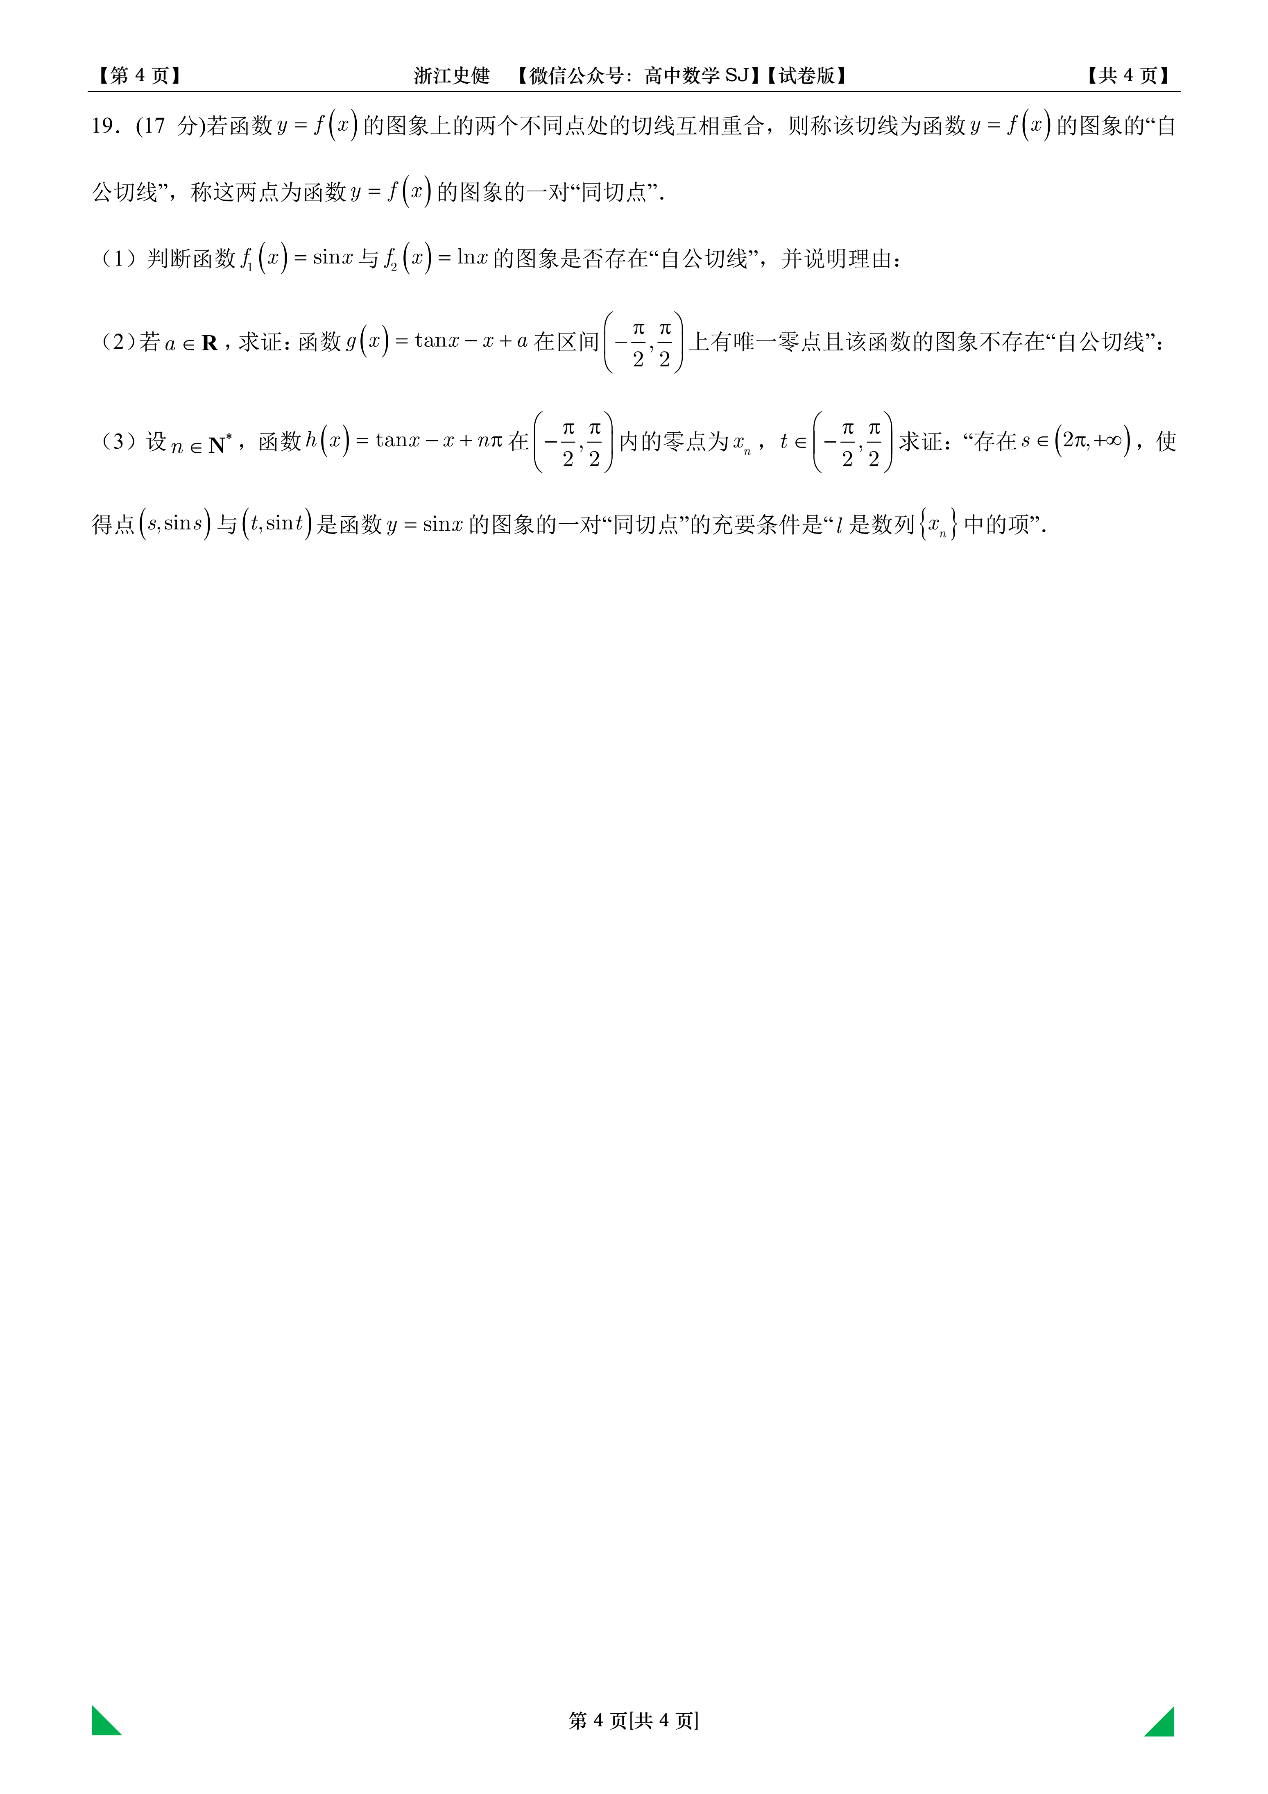 【第 4 页】 浙江史健 【微信公众号：高中数学 SJ】【试卷版】 【共 4 页】
19．(17 分)若函数 y = f(x) 的图象上的两个不同点处的切线互相重合，则称该切线为函数 y = f(x) 的图象的“自
公切线”，称这两点为函数 y = f(x) 的图象的一对“同切点”．
（1）判断函数 f₁(x) = sinx 与 f₂(x) = lnx 的图象是否存在“自公切线”，并说明理由：
（2）若 a ∈ R，求证：函数 g(x) = tanx − x + a 在区间 (−π/2, π/2) 上有唯一零点且该函数的图象不存在“自公切线”：
（3）设 n ∈ N*，函数 h(x) = tanx − x + nπ 在 (−π/2, π/2) 内的零点为 xₙ，t ∈ (−π/2, π/2) 求证：“存在 s ∈ (2π, +∞)，使
得点 (s, sin s) 与 (t, sin t) 是函数 y = sinx 的图象的一对“同切点”的充要条件是“l 是数列 {xₙ} 中的项”．
第 4 页[共 4 页]